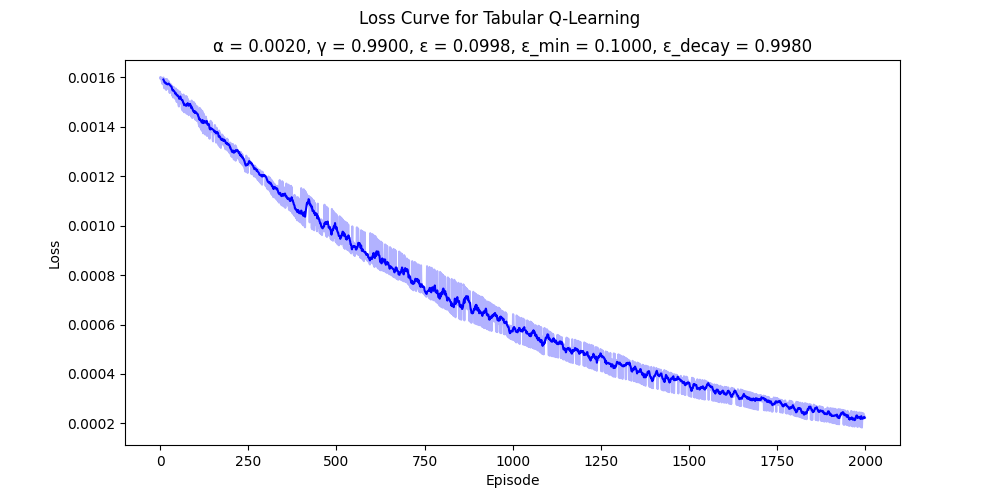 Loss Curve for Tabular Q-Learning
α = 0.0020, γ = 0.9900, ε = 0.0998, ε_min = 0.1000, ε_decay = 0.9980
0.0016
0.0014
0.0012
0.0010
0.0008
0.0006
0.0004
0.0002
Loss
0 250 500 750 1000 1250 1500 1750 2000
Episode